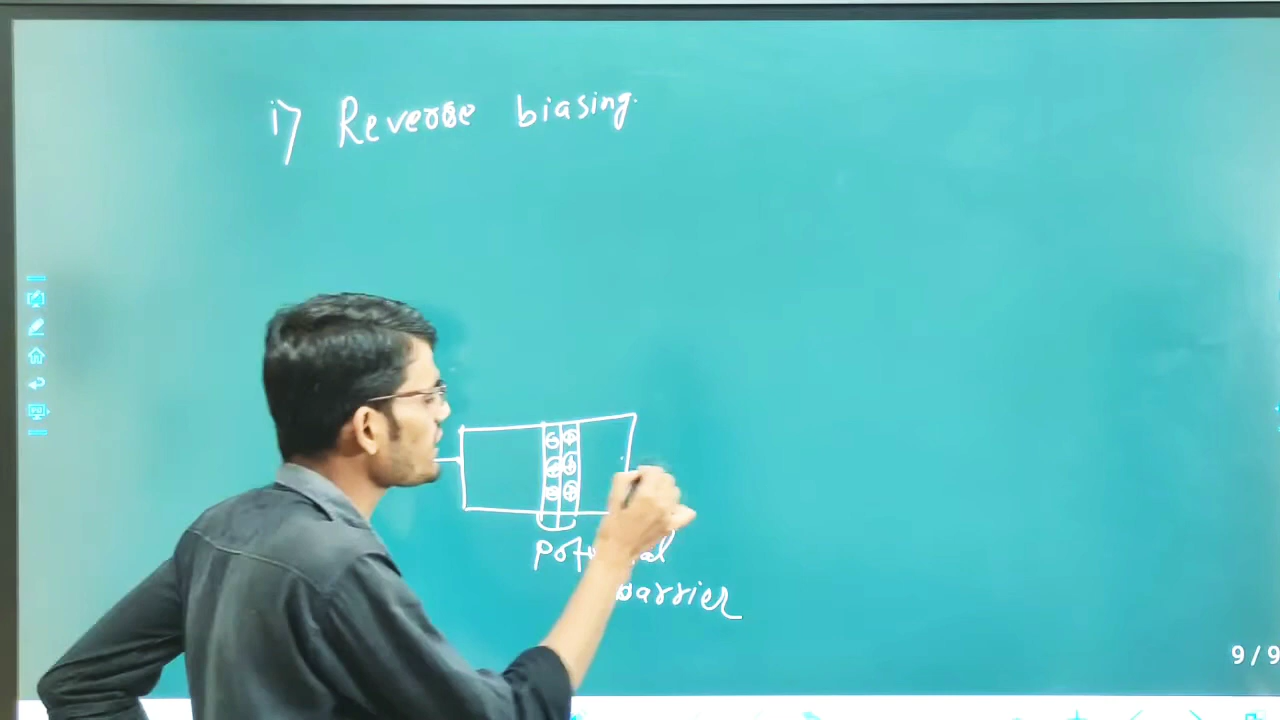 i) Reverse biasing.
⊖ ⊕
⊖ ⊕
⊖ ⊕
barrier
9/9